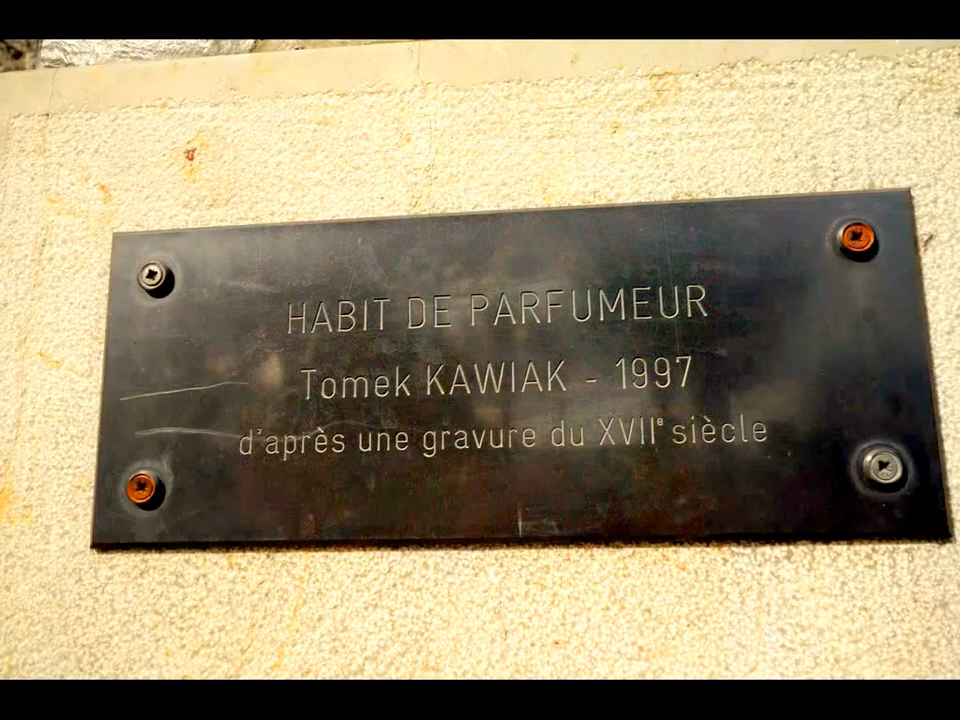 HABIT DE PARFUMEUR
Tomek KAWIAK - 1997
d'après une gravure du XVIIᵉ siècle